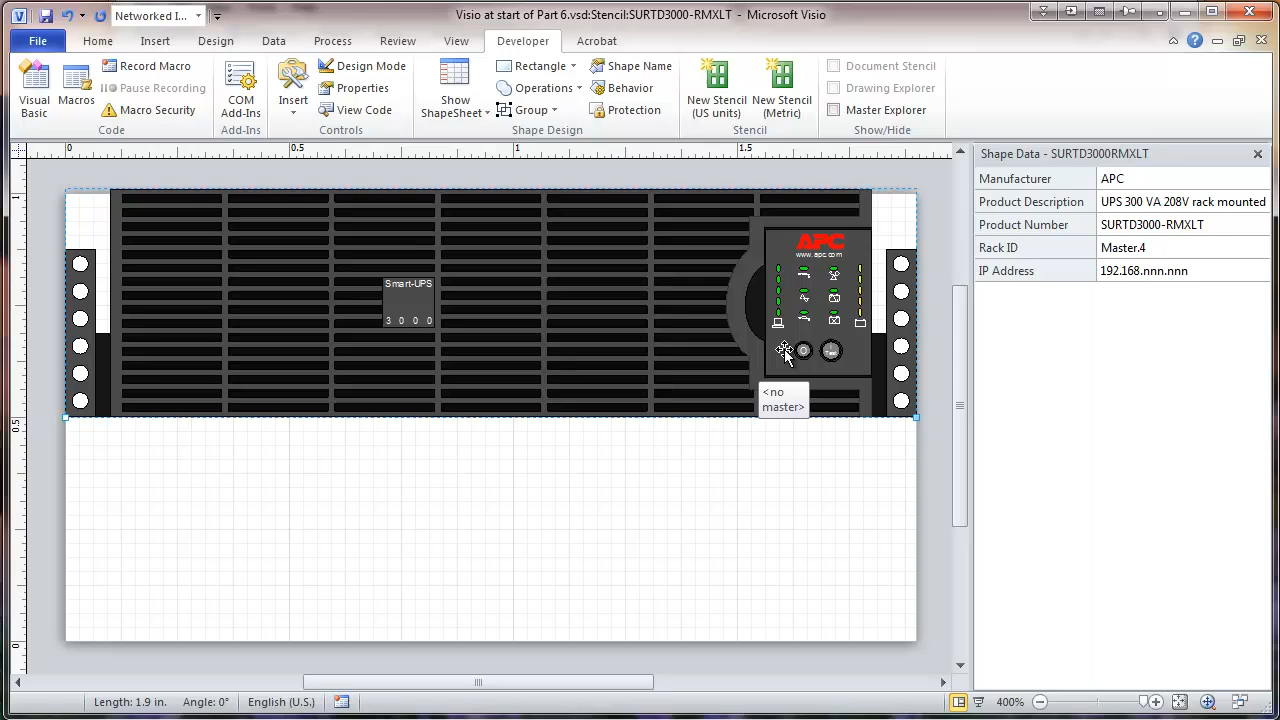 Networked I...
Visio at start of Part 6.vsd:Stencil:SURTD3000-RMXLT - Microsoft Visio
File Home Insert Design Data Process Review View Developer Acrobat
Visual Basic
Macros
Record Macro
Pause Recording
Macro Security
Code
COM Add-Ins
Add-Ins
Insert
Design Mode
Properties
View Code
Controls
Show ShapeSheet
Rectangle
Operations
Group
Shape Name
Behavior
Protection
Shape Design
New Stencil (US units)
New Stencil (Metric)
Stencil
Document Stencil
Drawing Explorer
Master Explorer
Show/Hide
0 0.5 1 1.5
1
0.5
0
Smart-UPS
3 0 0 0
APC
www.apc.com
<no
master>
Shape Data - SURTD3000RMXLT
Manufacturer APC
Product Description UPS 300 VA 208V rack mounted
Product Number SURTD3000-RMXLT
Rack ID Master.4
IP Address 192.168.nnn.nnn
Length: 1.9 in. Angle: 0° English (U.S.) 400%